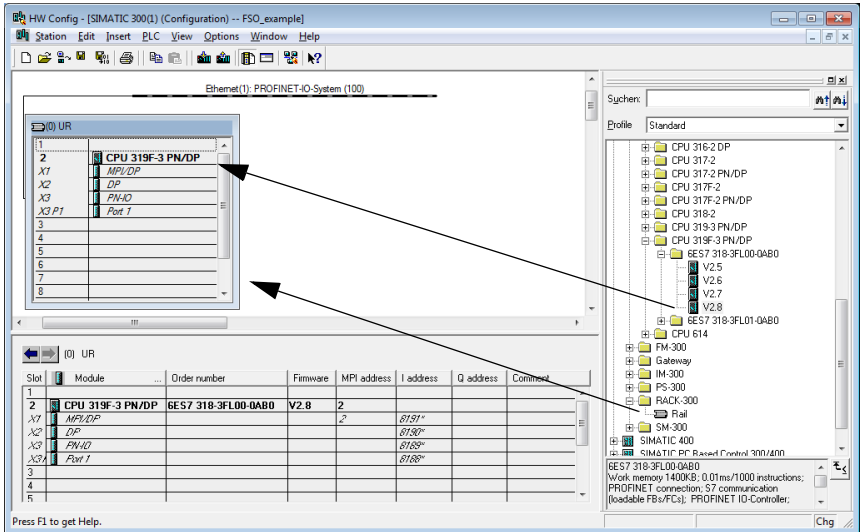 HW Config - [SIMATIC 300(1) (Configuration) -- FSO_example]
Station Edit Insert PLC View Options Window Help
Ethernet(1): PROFINET-IO-System (100)
(0) UR
1
2 CPU 319F-3 PN/DP
X1 MPI/DP
X2 DP
X3 PN-IO
X3 P1 Port 1
3
4
5
6
7
8
Suchen:
Profile Standard
CPU 316-2 DP
CPU 317-2
CPU 317-2 PN/DP
CPU 317F-2
CPU 317F-2 PN/DP
CPU 318-2
CPU 319-3 PN/DP
CPU 319F-3 PN/DP
6ES7 318-3FL00-0AB0
V2.5
V2.6
V2.7
V2.8
6ES7 318-3FL01-0AB0
CPU 614
FM-300
Gateway
IM-300
PS-300
RACK-300
Rail
SM-300
SIMATIC 400
SIMATIC PC Based Control 300/400
6ES7 318-3FL00-0AB0
Work memory 1400KB; 0.01ms/1000 instructions;
PROFINET connection; S7 communication
(loadable FBs/FCs); PROFINET IO-Controller;
(0) UR
Slot Module ... Order number Firmware MPI address I address Q address Comment
1
2 CPU 319F-3 PN/DP 6ES7 318-3FL00-0AB0 V2.8 2
X1 MPI/DP 2 8191*
X2 DP 8190*
X3 PN-IO 8189*
X3 Port 1 8188*
3
4
5
Press F1 to get Help.
Chg